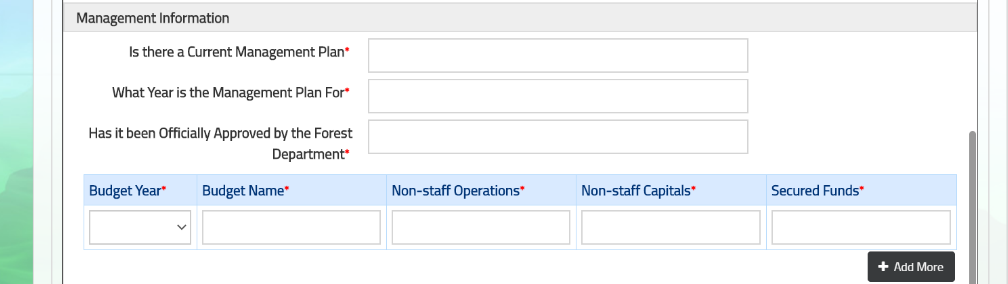 Management Information
Is there a Current Management Plan*
What Year is the Management Plan For*
Has it been Officially Approved by the Forest
Department*
Budget Year* Budget Name* Non-staff Operations* Non-staff Capitals* Secured Funds*
+ Add More